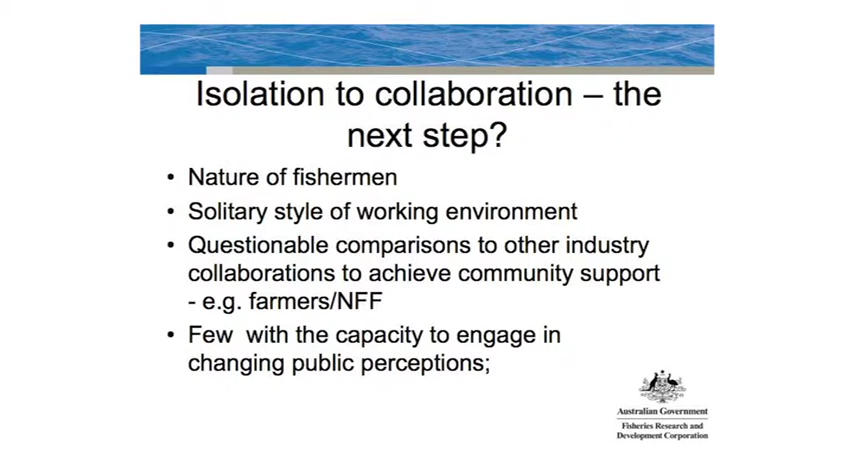 Isolation to collaboration – the
next step?
• Nature of fishermen
• Solitary style of working environment
• Questionable comparisons to other industry
collaborations to achieve community support
- e.g. farmers/NFF
• Few with the capacity to engage in
changing public perceptions;
Australian Government
Fisheries Research and
Development Corporation